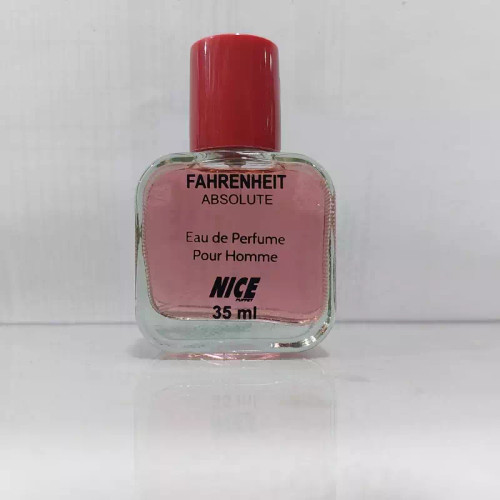 FAHRENHEIT
ABSOLUTE
Eau de Perfume
Pour Homme
NICE
35 ml